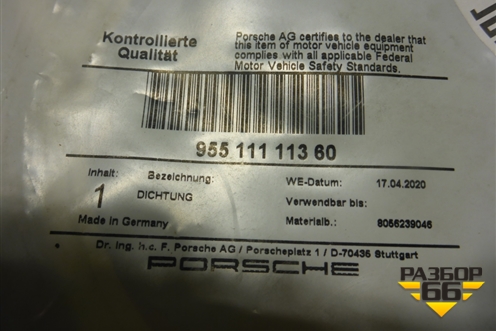 Kontrollierte
Qualität
Porsche AG certifies to the dealer that
this item of motor vehicle equipment
complies with all applicable Federal
Motor Vehicle Safety Standards.
955 111 113 60
Inhalt: Bezeichnung: WE-Datum: 17.04.2020
1 DICHTUNG Verwendbar bis:
Made in Germany Materialb.: 8066239046
Dr. Ing. h.c. F. Porsche AG / Porscheplatz 1 / D-70435 Stuttgart
PORSCHE
РАЗБОР
66